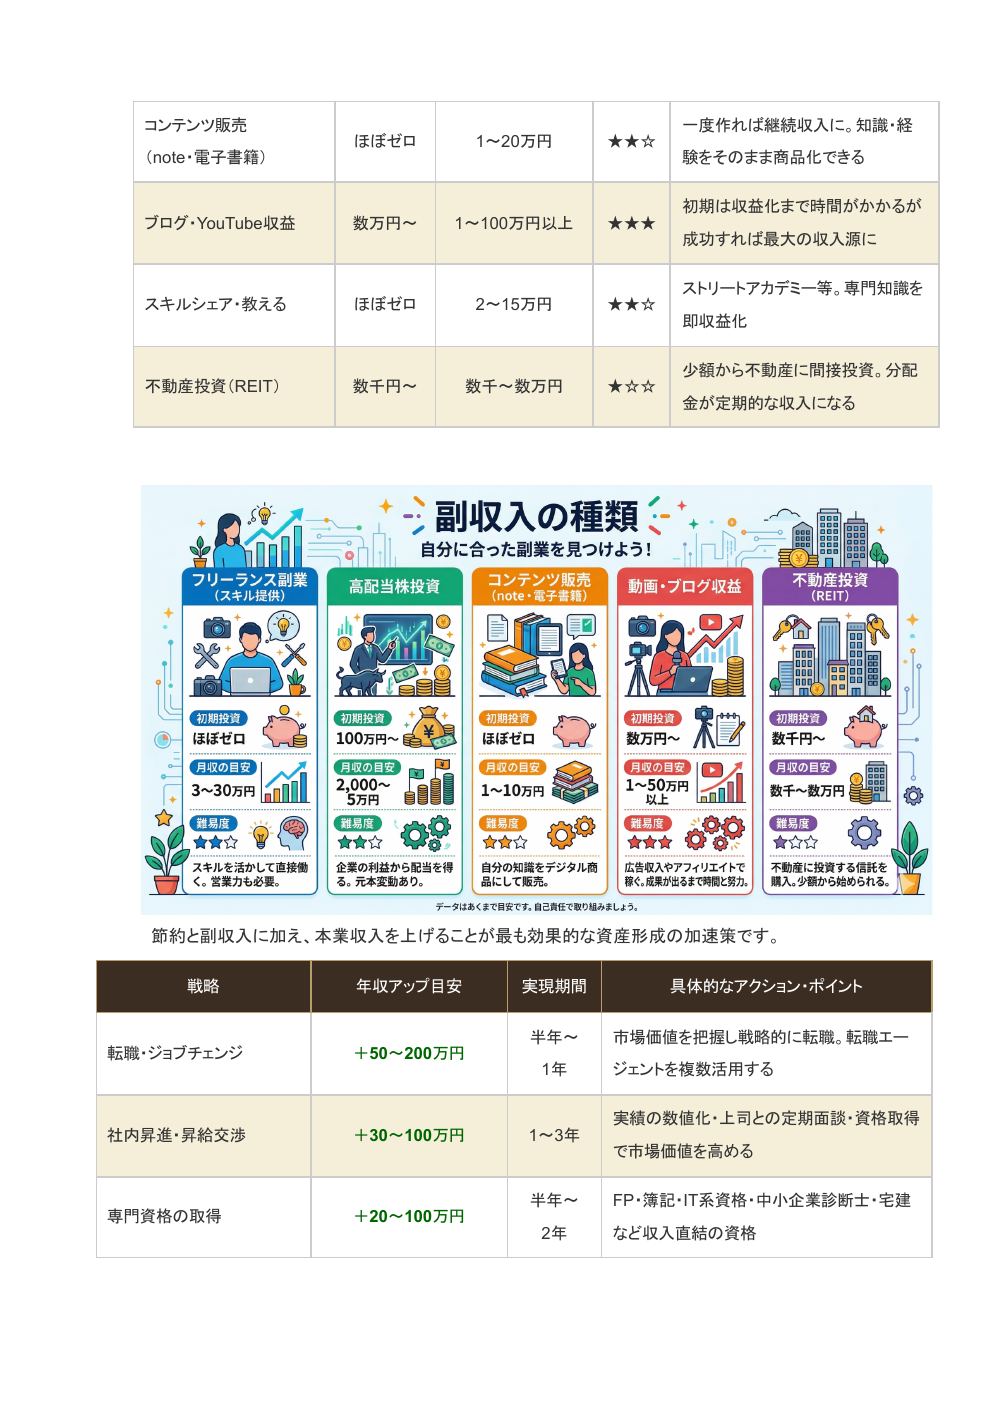 コンテンツ販売
（note・電子書籍）
ほぼゼロ
1〜20万円
★★☆
一度作れば継続収入に。知識・経
験をそのまま商品化できる
ブログ・YouTube収益
数万円〜
1〜100万円以上
★★★
初期は収益化まで時間がかかるが
成功すれば最大の収入源に
スキルシェア・教える
ほぼゼロ
2〜15万円
★★☆
ストリートアカデミー等。専門知識を
即収益化
不動産投資（REIT）
数千円〜
数千〜数万円
★☆☆
少額から不動産に間接投資。分配
金が定期的な収入になる
副収入の種類
自分に合った副業を見つけよう！
フリーランス副業
（スキル提供）
初期投資
ほぼゼロ
月収の目安
3〜30万円
難易度
★★☆
スキルを活かして直接働
く。営業力も必要。
高配当株投資
初期投資
100万円〜
月収の目安
2,000〜
5万円
難易度
★★☆
企業の利益から配当を得
る。元本変動あり。
コンテンツ販売
（note・電子書籍）
初期投資
ほぼゼロ
月収の目安
1〜10万円
難易度
★★☆
自分の知識をデジタル商
品にして販売。
動画・ブログ収益
初期投資
数万円〜
月収の目安
1〜50万円
以上
難易度
★★★
広告収入やアフィリエイトで
稼ぐ。成果が出るまで時間と努力。
不動産投資
（REIT）
初期投資
数千円〜
月収の目安
数千〜数万円
難易度
★☆☆
不動産に投資する信託を
購入。少額から始められる。
データはあくまで目安です。自己責任で取り組みましょう。
節約と副収入に加え、本業収入を上げることが最も効果的な資産形成の加速策です。
戦略
年収アップ目安
実現期間
具体的なアクション・ポイント
転職・ジョブチェンジ
＋50〜200万円
半年〜
1年
市場価値を把握し戦略的に転職。転職エー
ジェントを複数活用する
社内昇進・昇給交渉
＋30〜100万円
1〜3年
実績の数値化・上司との定期面談・資格取得
で市場価値を高める
専門資格の取得
＋20〜100万円
半年〜
2年
FP・簿記・IT系資格・中小企業診断士・宅建
など収入直結の資格